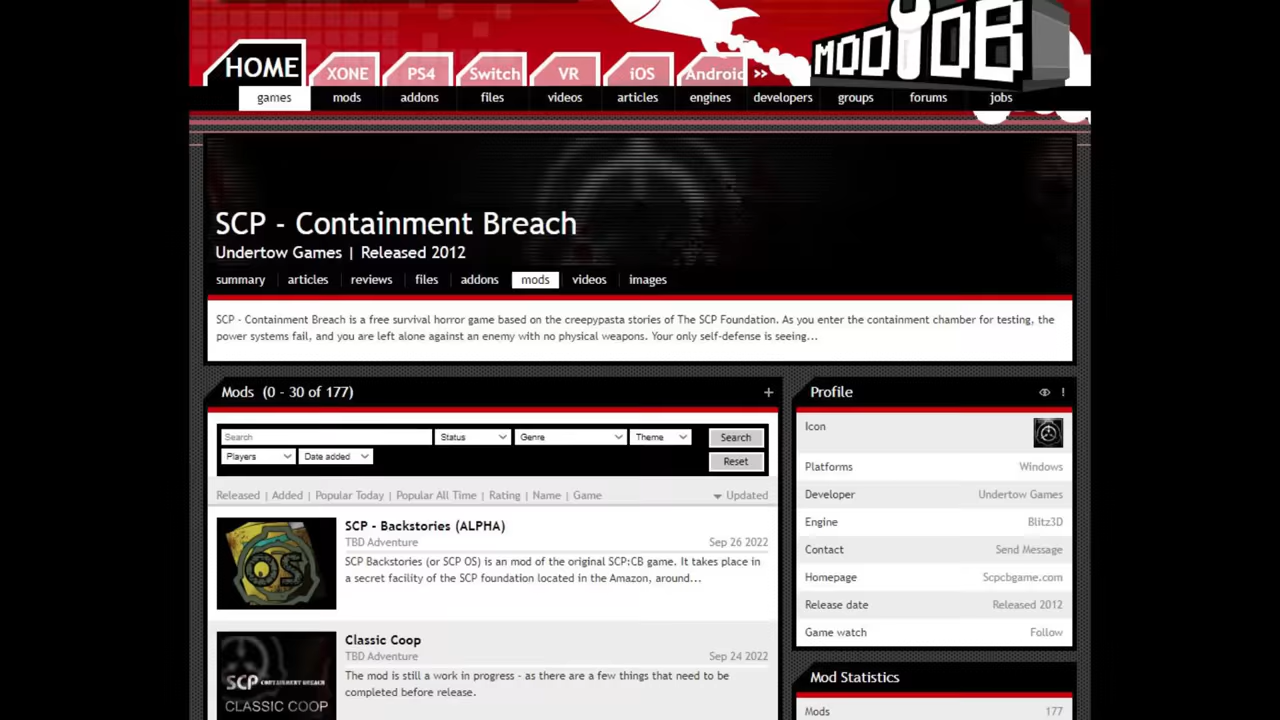 MOD DB
HOME XONE PS4 Switch VR iOS Android >>
games mods addons files videos articles engines developers groups forums jobs
SCP - Containment Breach
Undertow Games | Released 2012
summary articles reviews files addons mods videos images
SCP - Containment Breach is a free survival horror game based on the creepypasta stories of The SCP Foundation. As you enter the containment chamber for testing, the
power systems fail, and you are left alone against an enemy with no physical weapons. Your only self-defense is seeing...
Mods (0 - 30 of 177) +
Search Status Genre Theme Search
Players Date added Reset
Released | Added | Popular Today | Popular All Time | Rating | Name | Game Updated
OS
SCP - Backstories (ALPHA)
TBD Adventure Sep 26 2022
SCP Backstories (or SCP OS) is an mod of the original SCP:CB game. It takes place in
a secret facility of the SCP foundation located in the Amazon, around...
SCP CONTAINMENT BREACH
CLASSIC COOP
Classic Coop
TBD Adventure Sep 24 2022
The mod is still a work in progress - as there are a few things that need to be
completed before release.
Profile !
Icon
Platforms Windows
Developer Undertow Games
Engine Blitz3D
Contact Send Message
Homepage Scpcbgame.com
Release date Released 2012
Game watch Follow
Mod Statistics
Mods 177